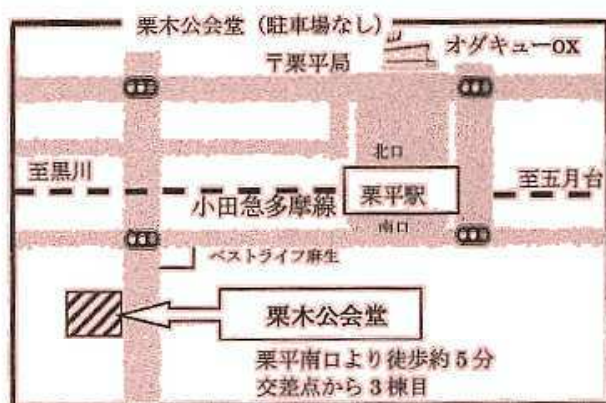 栗木公会堂（駐車場なし）
オダキューOX
〒栗平局
北口
至黒川
栗平駅
至五月台
小田急多摩線
南口
ベストライフ麻生
栗木公会堂
栗平南口より徒歩約5分
交差点から3棟目